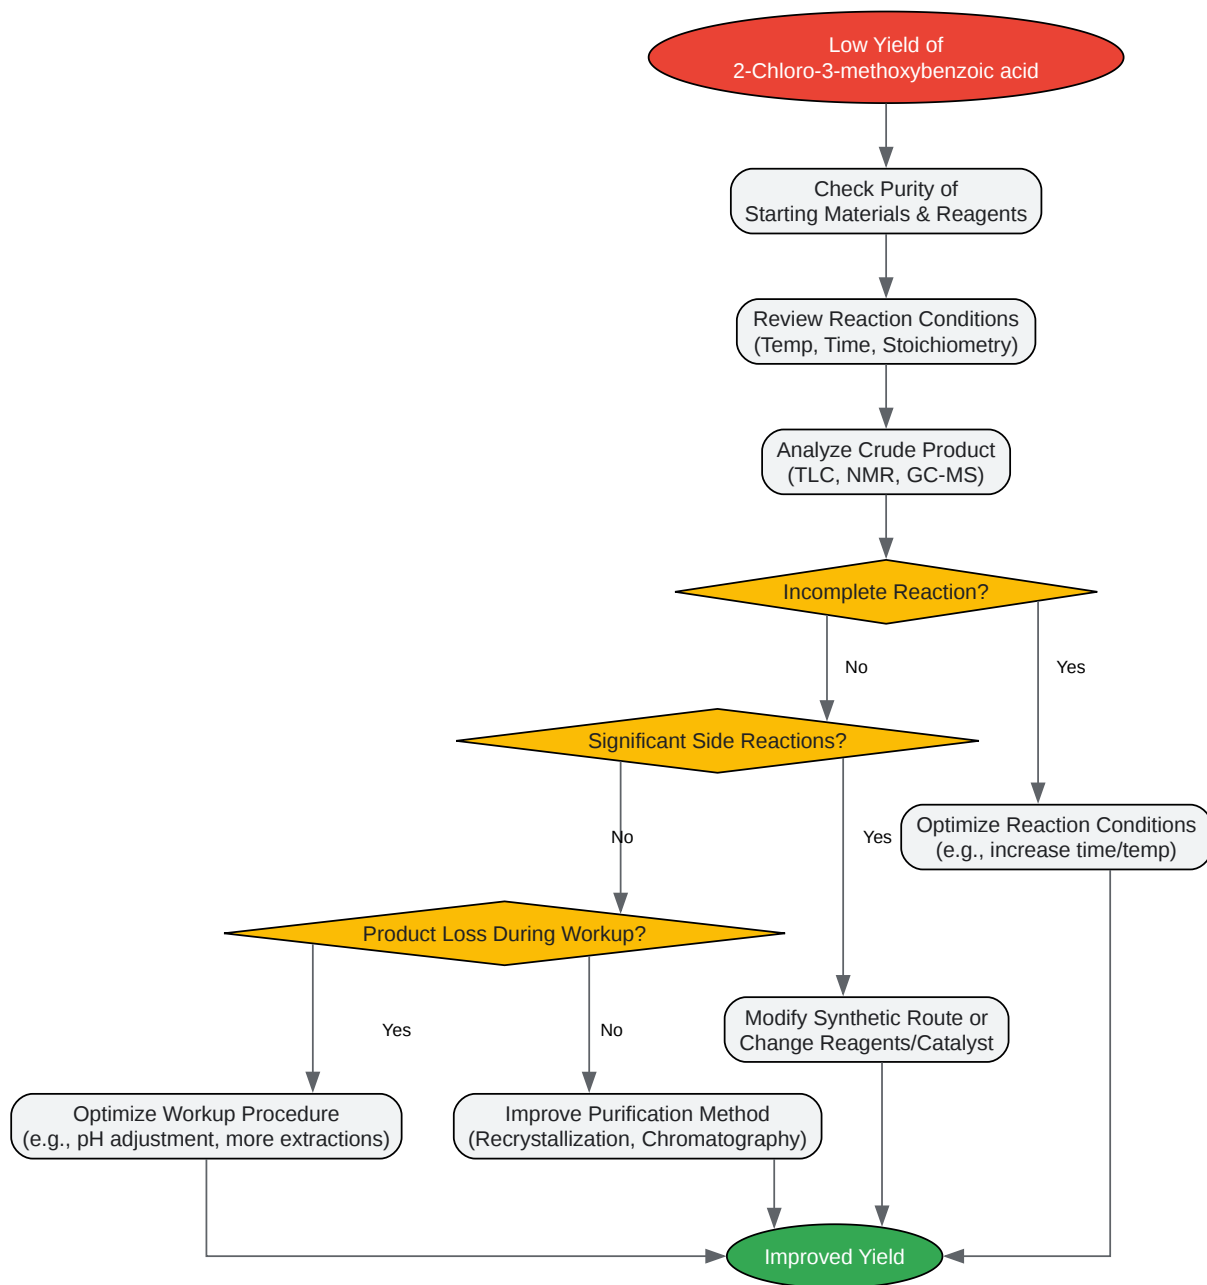 Low Yield of
2-Chloro-3-methoxybenzoic acid
Check Purity of
Starting Materials & Reagents
Review Reaction Conditions
(Temp, Time, Stoichiometry)
Analyze Crude Product
(TLC, NMR, GC-MS)
Incomplete Reaction?
No
Yes
Significant Side Reactions?
No
Yes
Optimize Reaction Conditions
(e.g., increase time/temp)
Product Loss During Workup?
Yes
No
Modify Synthetic Route or
Change Reagents/Catalyst
Optimize Workup Procedure
(e.g., pH adjustment, more extractions)
Improve Purification Method
(Recrystallization, Chromatography)
Improved Yield